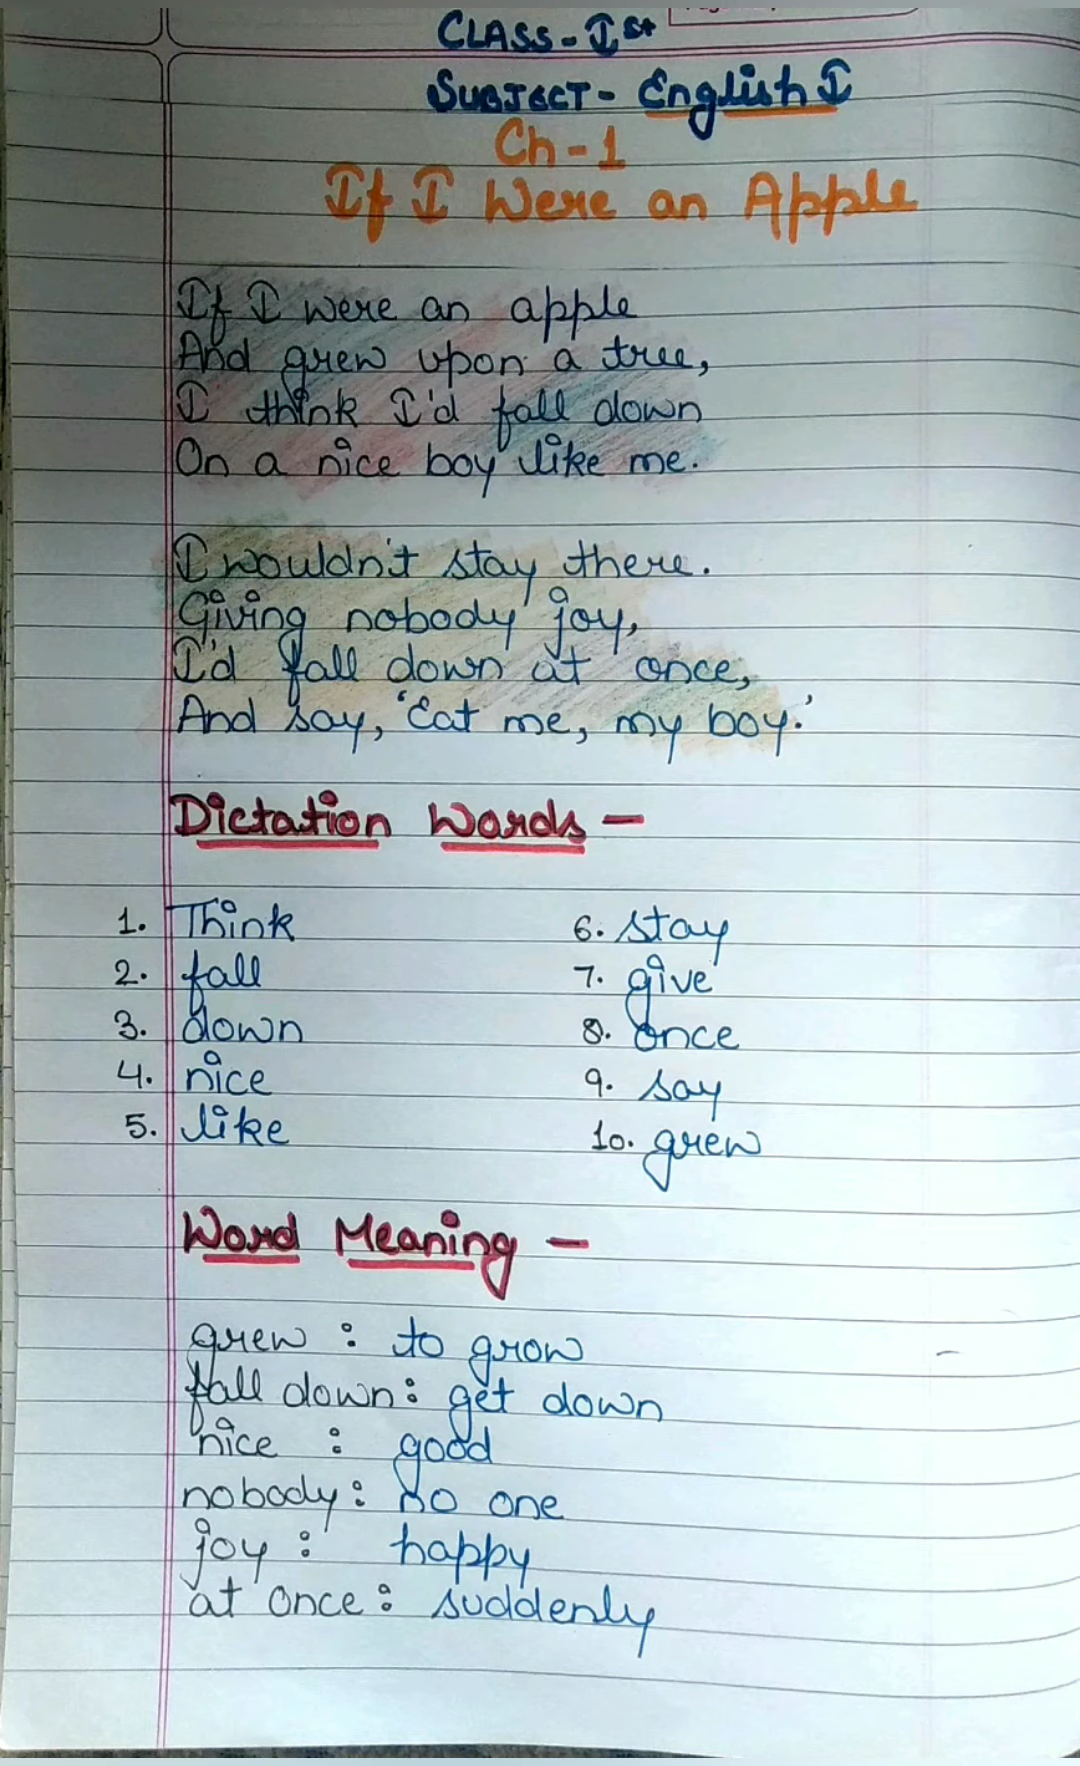 CLASS - Ist
SUBJECT - English I
Ch - 1
If I Were an Apple
If I were an apple
And grew upon a tree,
I think I'd fall down
On a nice boy like me.
I wouldn't stay there.
Giving nobody joy,
I'd fall down at once,
And say, 'Eat me, my boy.'
Dictation Words -
1. Think
6. stay
2. fall
7. give
3. down
8. once
4. nice
9. say
5. like
10. grew
Word Meaning -
grew : to grow
fall down : get down
nice : good
nobody : no one
joy : happy
at once : suddenly